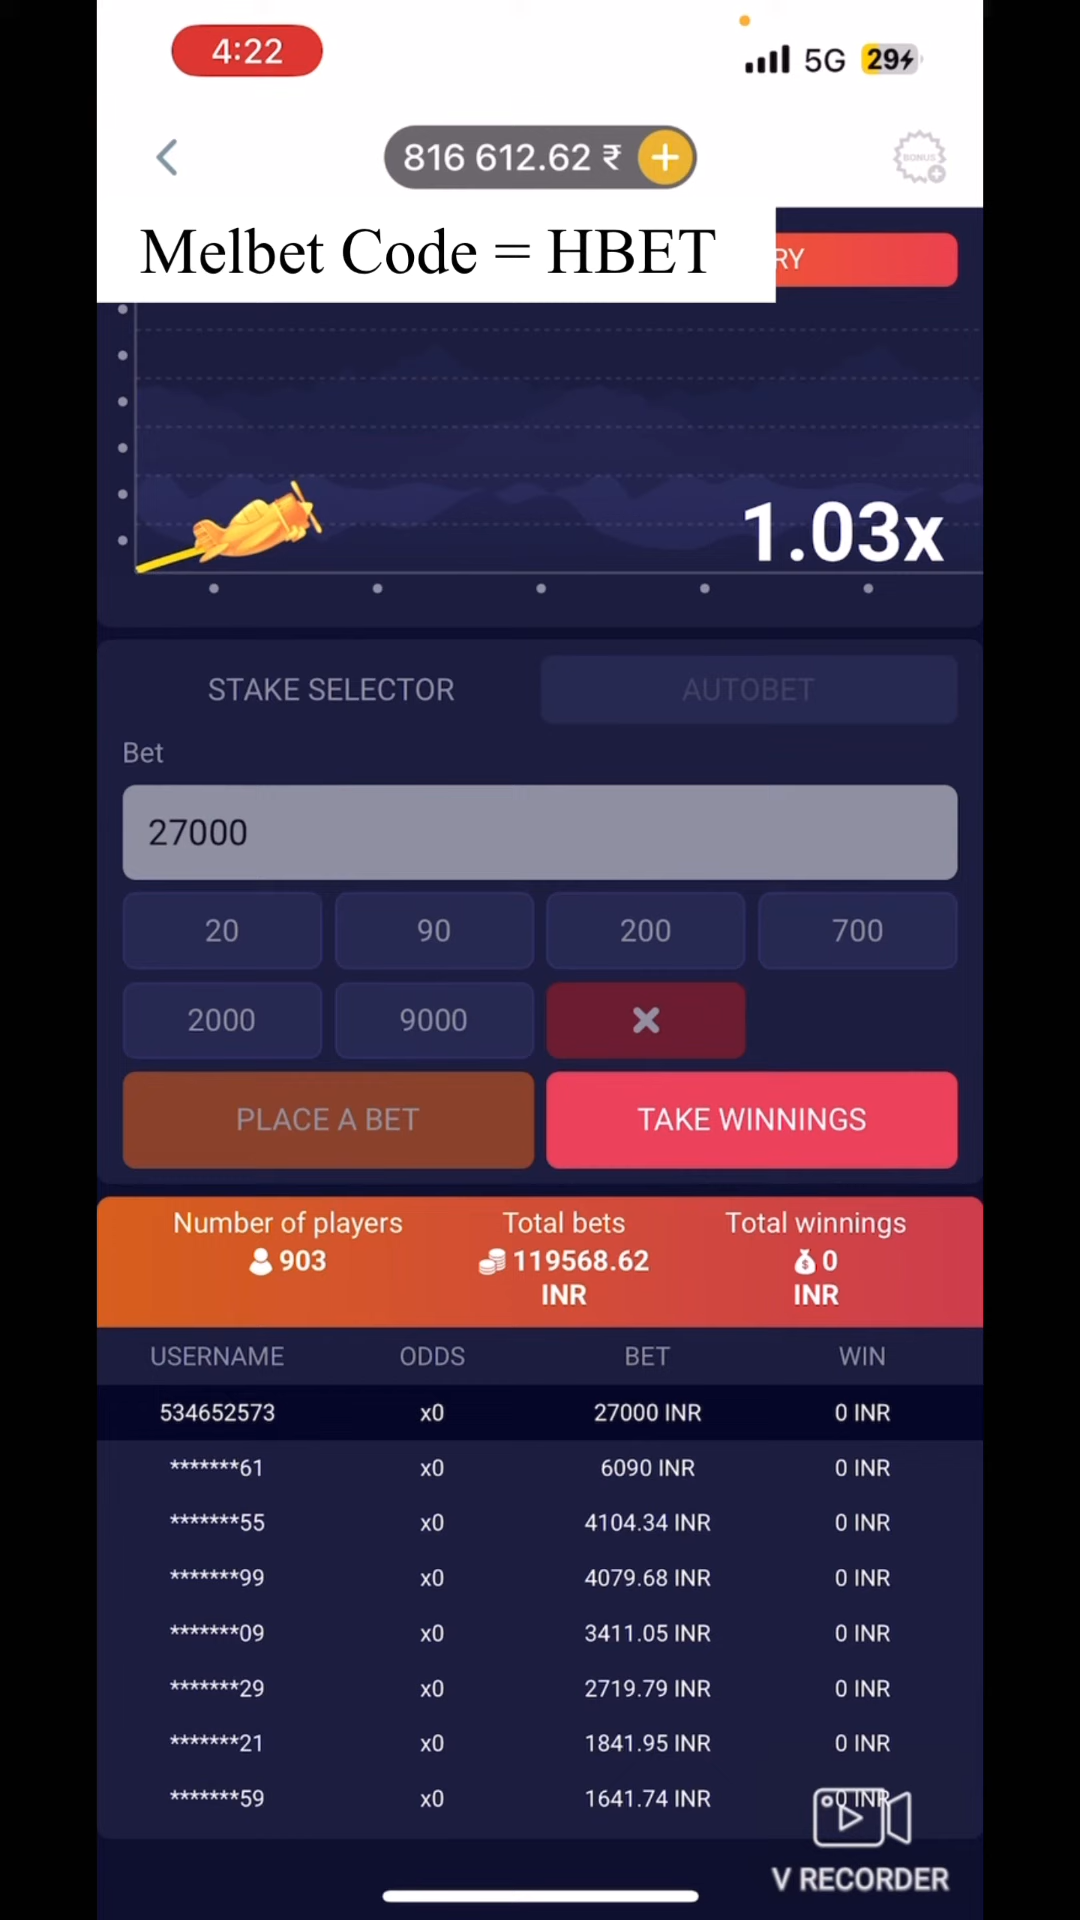 4:22
5G 29
816 612.62 ₹ +
BONUS
Melbet Code = HBET
RY
1.03x
STAKE SELECTOR AUTOBET
Bet
27000
20 90 200 700
2000 9000
PLACE A BET TAKE WINNINGS
Number of players Total bets Total winnings
903 119568.62 0
INR INR
USERNAME ODDS BET WIN
534652573 x0 27000 INR 0 INR
*******61 x0 6090 INR 0 INR
*******55 x0 4104.34 INR 0 INR
*******99 x0 4079.68 INR 0 INR
*******09 x0 3411.05 INR 0 INR
*******29 x0 2719.79 INR 0 INR
*******21 x0 1841.95 INR 0 INR
*******59 x0 1641.74 INR 0 INR
V RECORDER